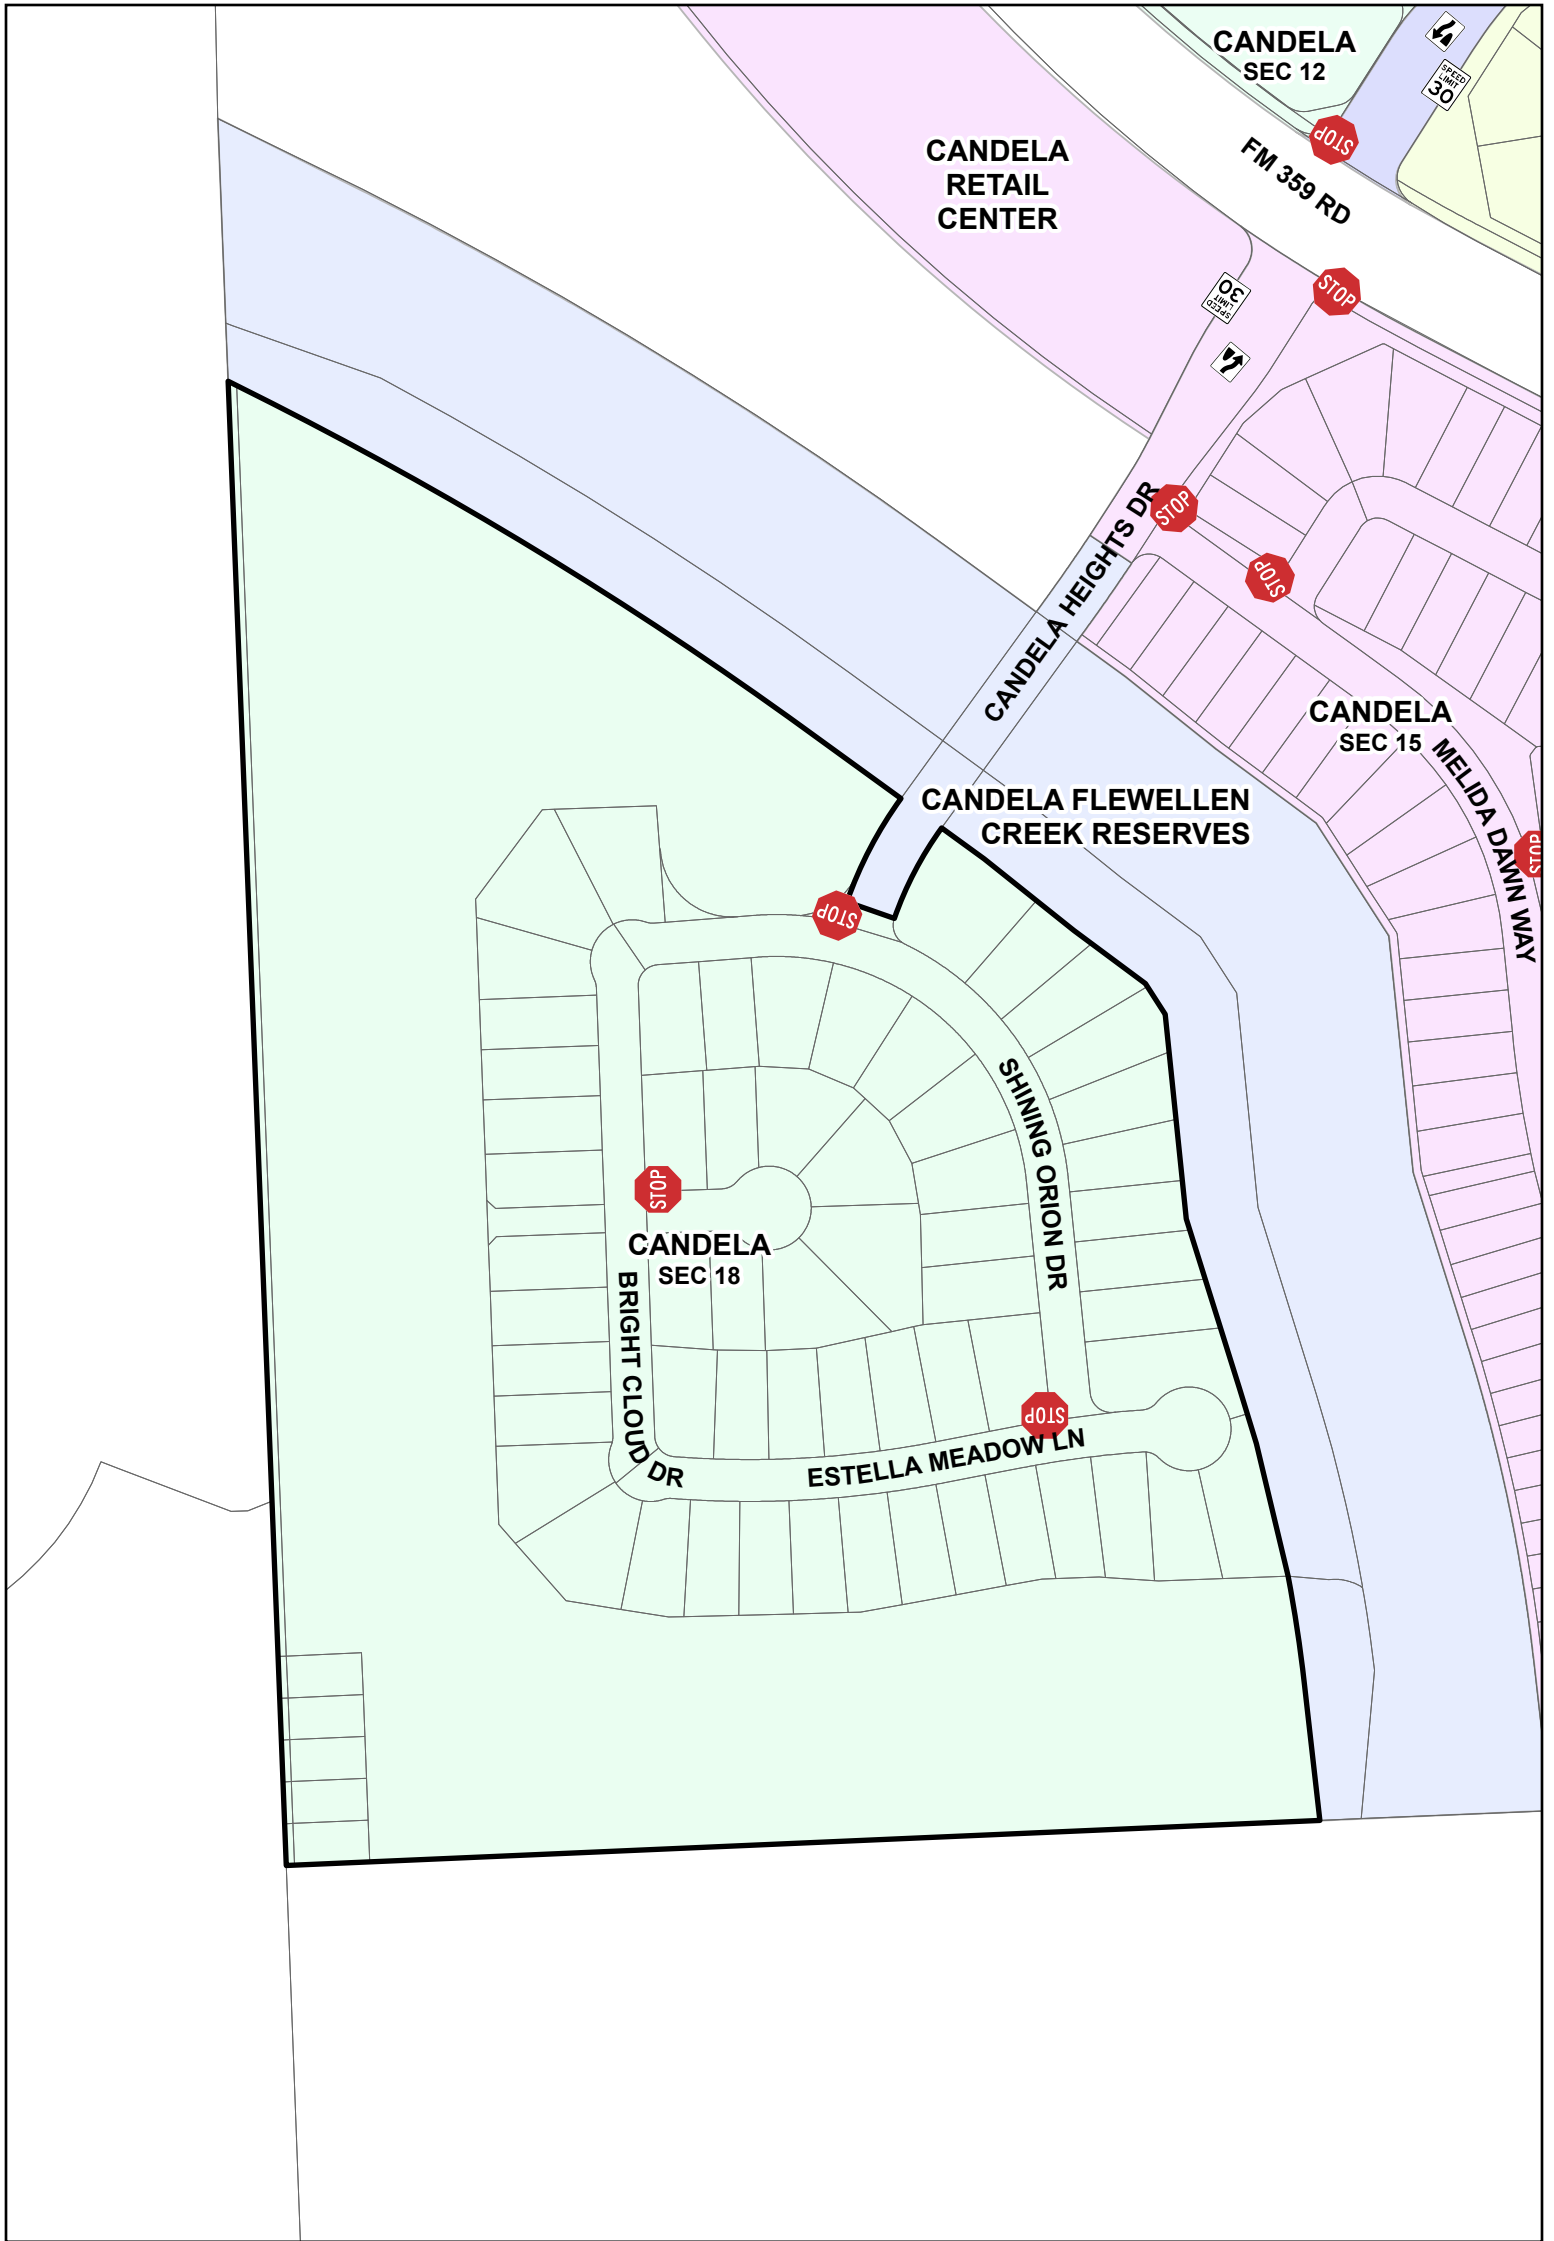 CANDELA
SEC 12
SPEED
LIMIT
30
STOP
FM 359 RD
CANDELA
RETAIL
CENTER
STOP
SPEED
LIMIT
30
STOP
CANDELA HEIGHTS DR
STOP
CANDELA
SEC 15
MELIDA DAWN WAY
STOP
CANDELA FLEWELLEN
CREEK RESERVES
STOP
SHINING ORION DR
STOP
CANDELA
SEC 18
BRIGHT CLOUD DR
STOP
ESTELLA MEADOW LN